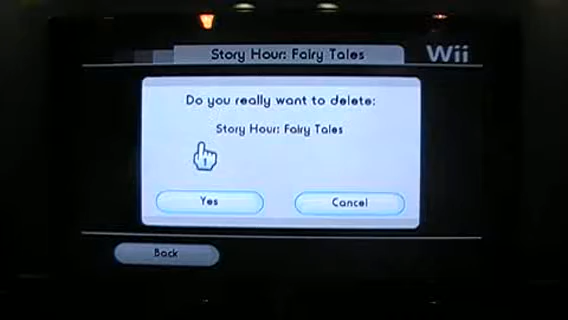 Story Hour: Fairy Tales
Wii
Do you really want to delete:
Story Hour: Fairy Tales
Yes
Cancel
Back